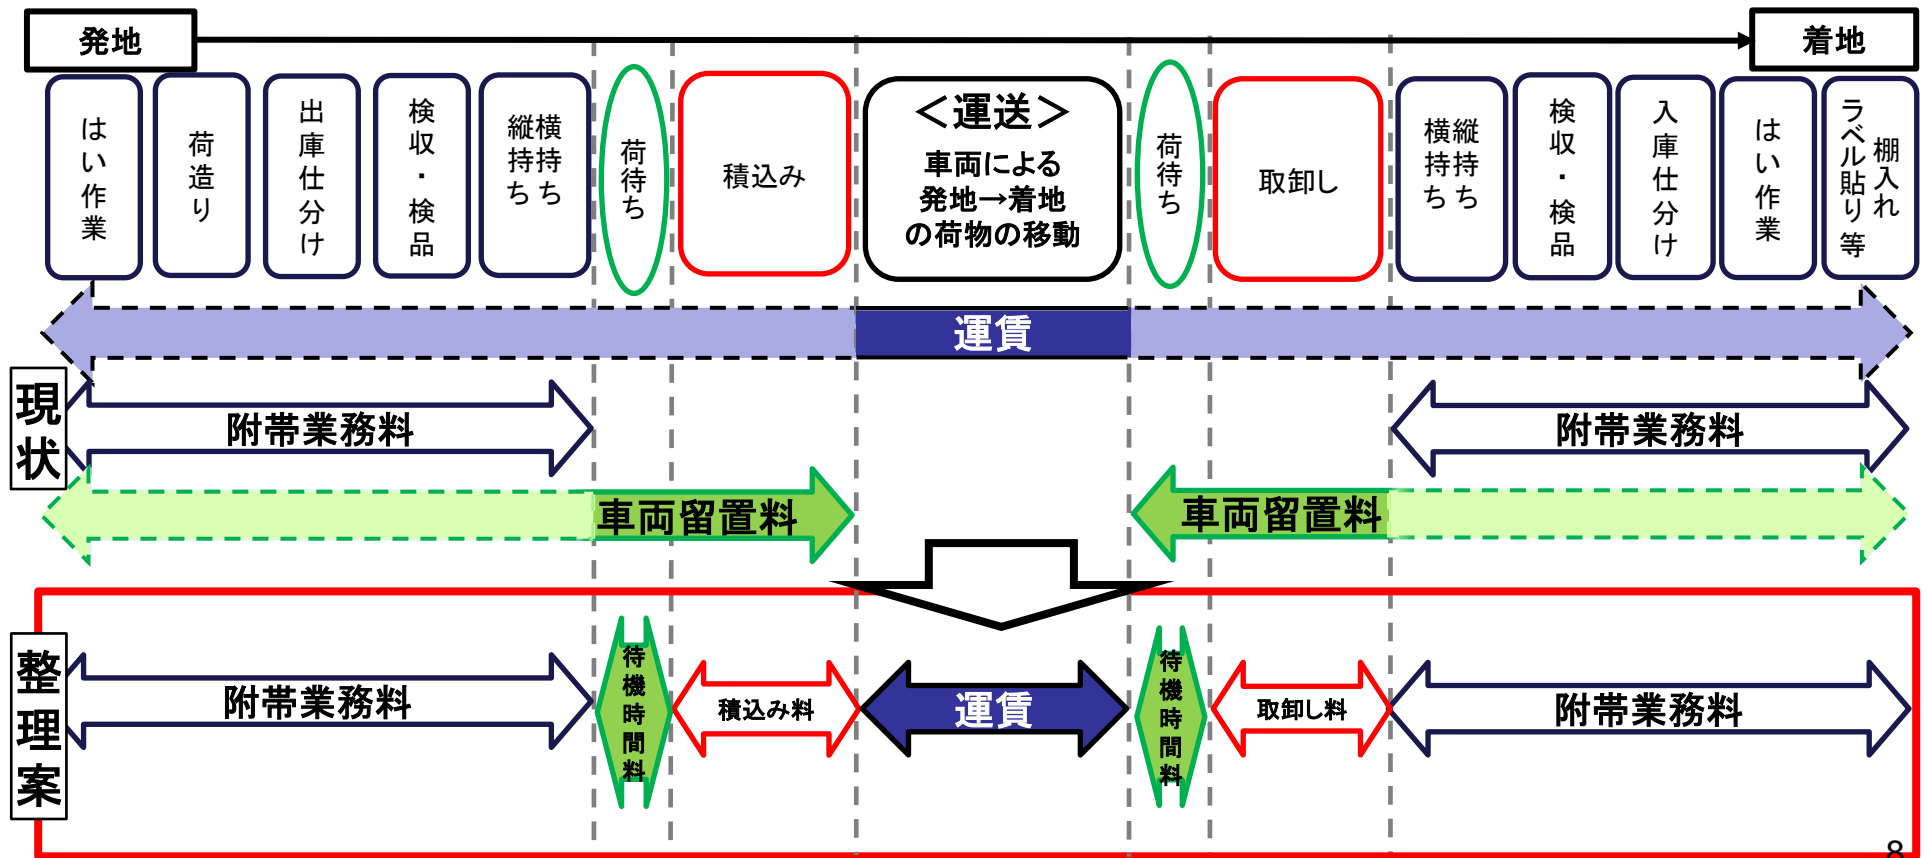 発地
着地
はい作業
荷造り
出庫仕分け
検収・検品
横持ち
縦持ち
荷待ち
積込み
＜運送＞
車両による
発地→着地
の荷物の移動
荷待ち
取卸し
縦持ち
横持ち
検収・検品
入庫仕分け
はい作業
棚入れ
ラベル貼り等
運賃
現状
附帯業務料
附帯業務料
車両留置料
車両留置料
整理案
附帯業務料
待機時間料
積込み料
運賃
待機時間料
取卸し料
附帯業務料
8